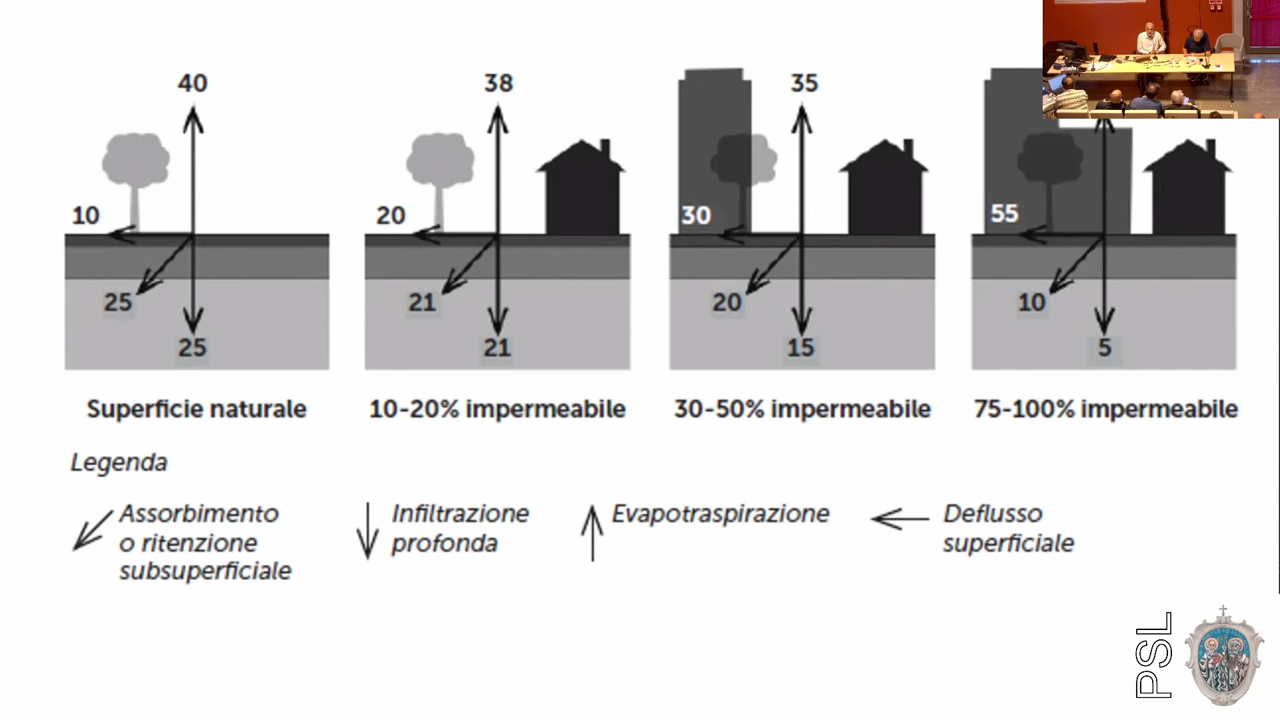 40
38
35
10
20
30
55
25
21
20
10
25
21
15
5
Superficie naturale
10-20% impermeabile
30-50% impermeabile
75-100% impermeabile
Legenda
Assorbimento
o ritenzione
subsuperficiale
Infiltrazione
profonda
Evapotraspirazione
Deflusso
superficiale
PSL